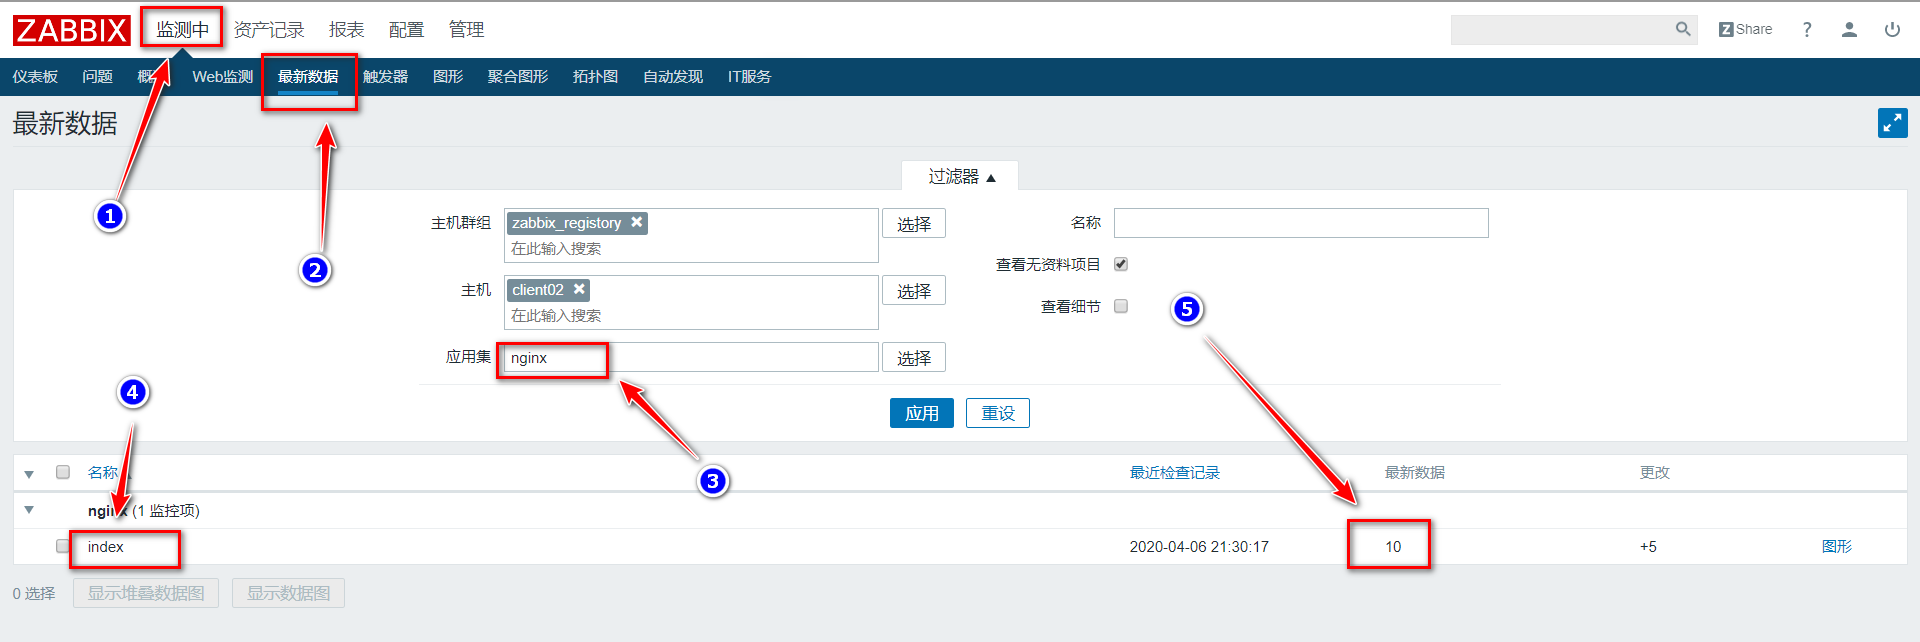 ZABBIX 监测中 资产记录 报表 配置 管理 Z Share ?
仪表板 问题 概 Web监测 最新数据 触发器 图形 聚合图形 拓扑图 自动发现 IT服务
最新数据
过滤器 ▲
1
主机群组 zabbix_registory ✖ 选择 名称
在此输入搜索
查看无资料项目
2
主机 client02 ✖ 选择
在此输入搜索
查看细节
5
应用集 nginx 选择
4
应用 重设
3
名称 最近检查记录 最新数据 更改
nginx (1 监控项)
index 2020-04-06 21:30:17 10 +5 图形
0 选择 显示堆叠数据图 显示数据图